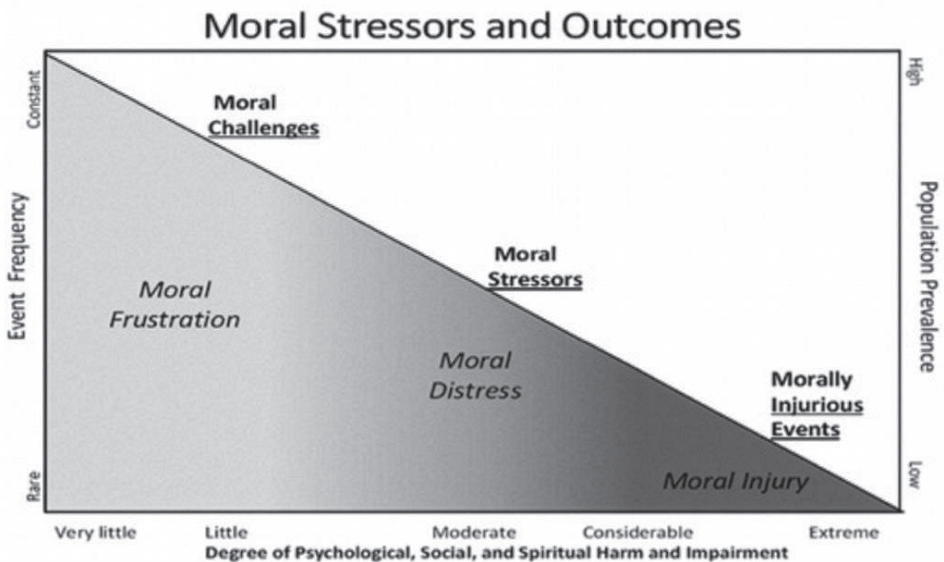 Moral Stressors and Outcomes
Constant
Event Frequency
Rare
High
Population Prevalence
Low
Moral
Challenges
Moral
Stressors
Morally
Injurious
Events
Moral
Frustration
Moral
Distress
Moral Injury
Very little Little Moderate Considerable Extreme
Degree of Psychological, Social, and Spiritual Harm and Impairment